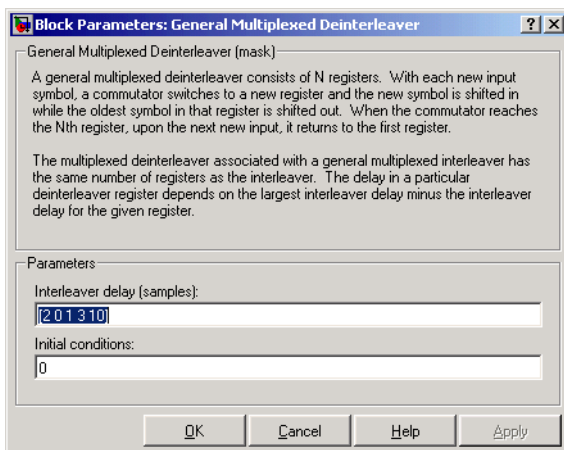 Block Parameters: General Multiplexed Deinterleaver
General Multiplexed Deinterleaver (mask)
A general multiplexed deinterleaver consists of N registers. With each new input
symbol, a commutator switches to a new register and the new symbol is shifted in
while the oldest symbol in that register is shifted out. When the commutator reaches
the Nth register, upon the next new input, it returns to the first register.
The multiplexed deinterleaver associated with a general multiplexed interleaver has
the same number of registers as the interleaver. The delay in a particular
deinterleaver register depends on the largest interleaver delay minus the interleaver
delay for the given register.
Parameters
Interleaver delay (samples):
[2 0 1 3 10]
Initial conditions:
0
OK Cancel Help Apply